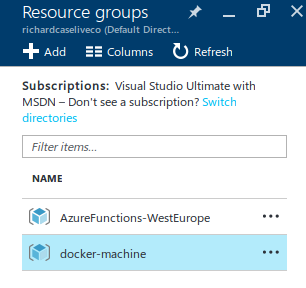 Resource groups
richardcaseliveco (Default Direct...
Add Columns Refresh
Subscriptions: Visual Studio Ultimate with
MSDN – Don't see a subscription? Switch
directories
Filter items...
NAME
AzureFunctions-WestEurope
docker-machine